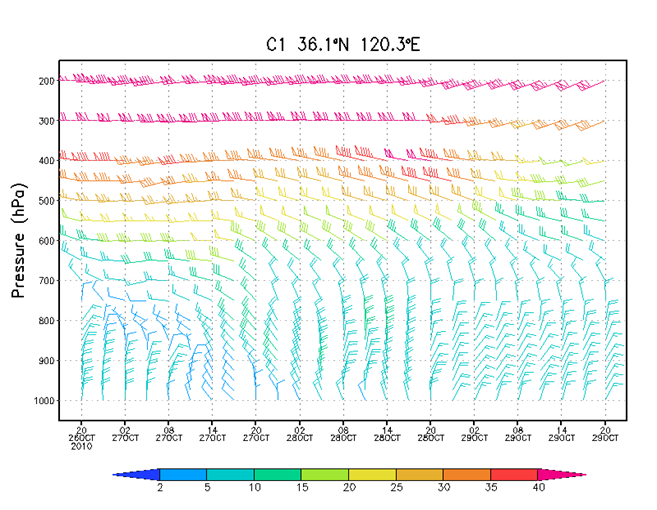 C1 36.1°N 120.3°E
Pressure (hPa)
200
300
400
500
600
700
800
900
1000
20 02 08 14 20 02 08 14 20 02 08 14 20
26OCT 27OCT 27OCT 27OCT 27OCT 28OCT 28OCT 28OCT 28OCT 29OCT 29OCT 29OCT 29OCT
2010
2 5 10 15 20 25 30 35 40